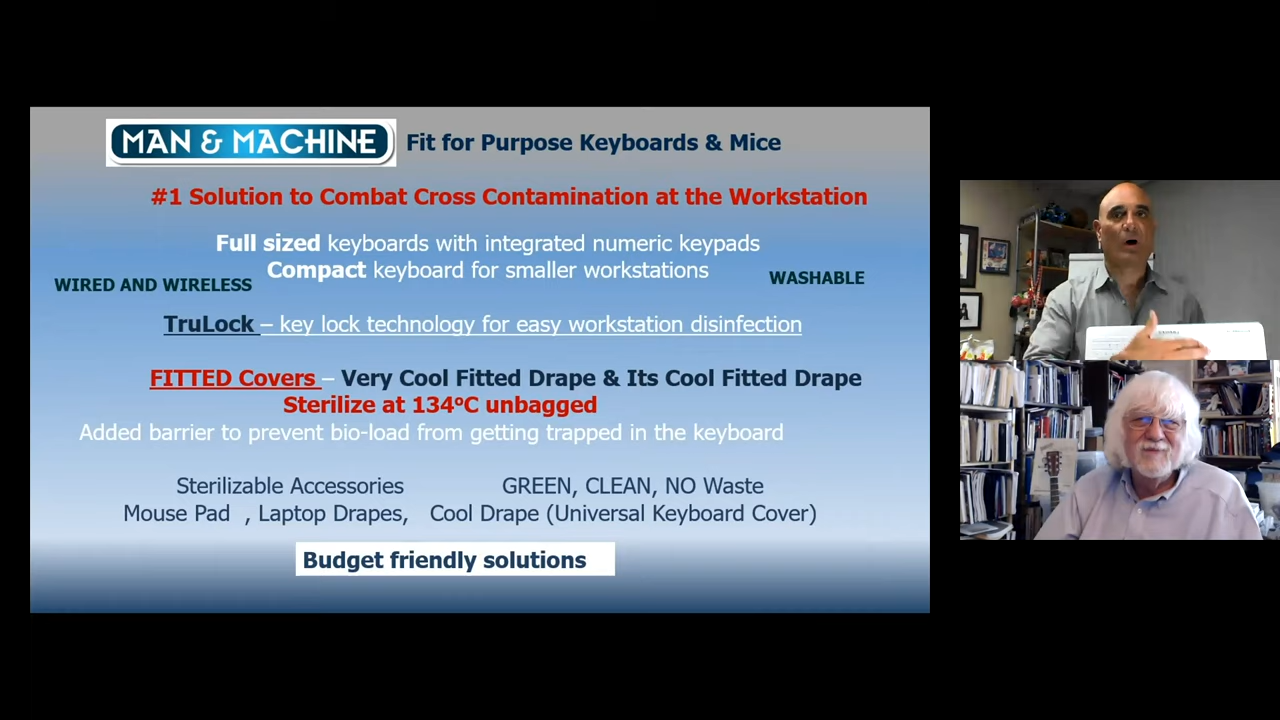 MAN & MACHINE Fit for Purpose Keyboards & Mice
#1 Solution to Combat Cross Contamination at the Workstation
Full sized keyboards with integrated numeric keypads
Compact keyboard for smaller workstations
WIRED AND WIRELESS
WASHABLE
TruLock – key lock technology for easy workstation disinfection
FITTED Covers – Very Cool Fitted Drape & Its Cool Fitted Drape
Sterilize at 134ºC unbagged
Added barrier to prevent bio-load from getting trapped in the keyboard
Sterilizable Accessories GREEN, CLEAN, NO Waste
Mouse Pad , Laptop Drapes, Cool Drape (Universal Keyboard Cover)
Budget friendly solutions